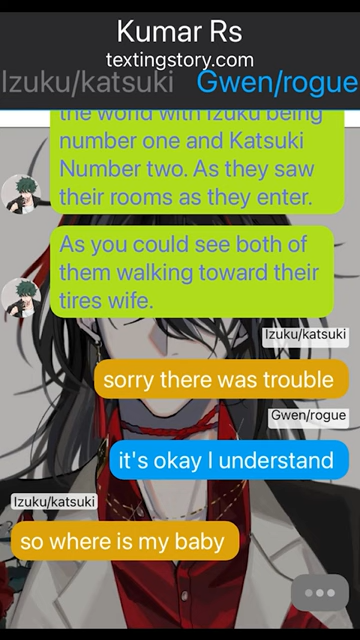 Kumar Rs
textingstory.com
Izuku/katsuki Gwen/rogue
the world with Izuku being
number one and Katsuki
Number two. As they saw
their rooms as they enter.
As you could see both of
them walking toward their
tires wife.
Izuku/katsuki
sorry there was trouble
Gwen/rogue
it's okay I understand
Izuku/katsuki
so where is my baby